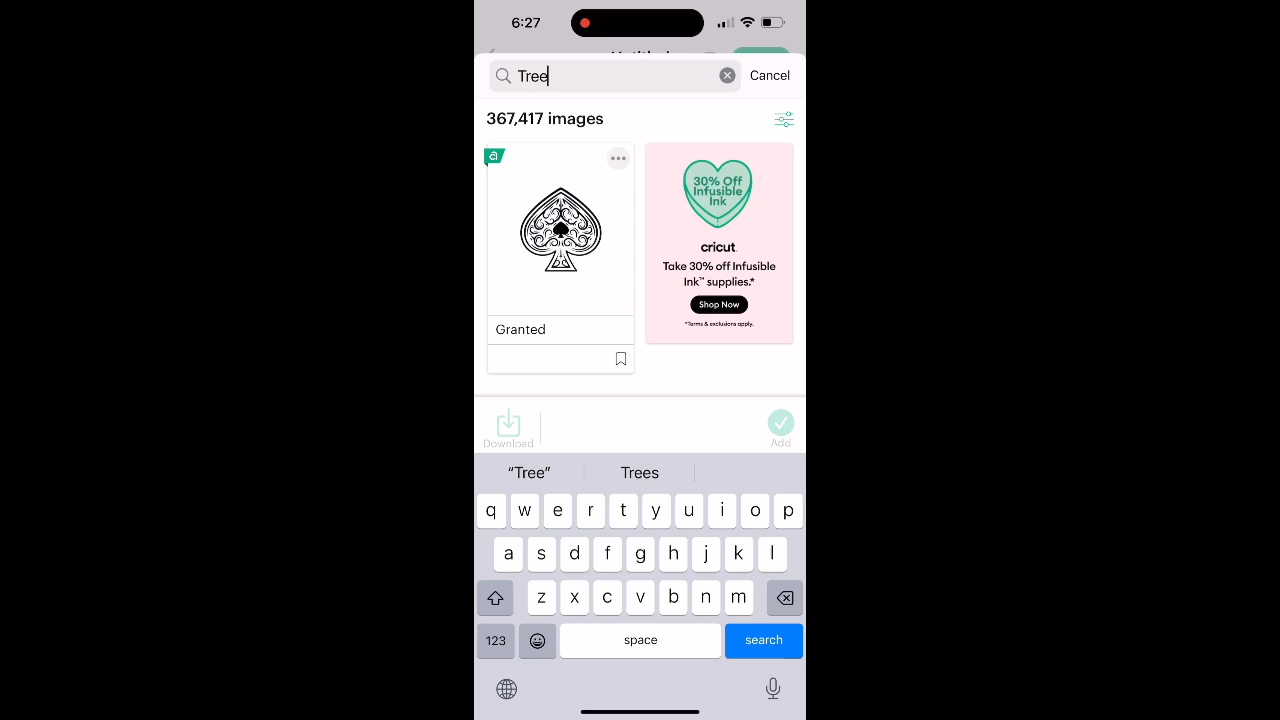 6:27
Tree
Cancel
367,417 images
a
30% Off
Infusible
Ink
cricut
Take 30% off Infusible
Ink™ supplies.*
Shop Now
*Terms & exclusions apply.
Granted
Download
Add
“Tree”
Trees
q w e r t y u i o p
a s d f g h j k l
z x c v b n m
123
space
search